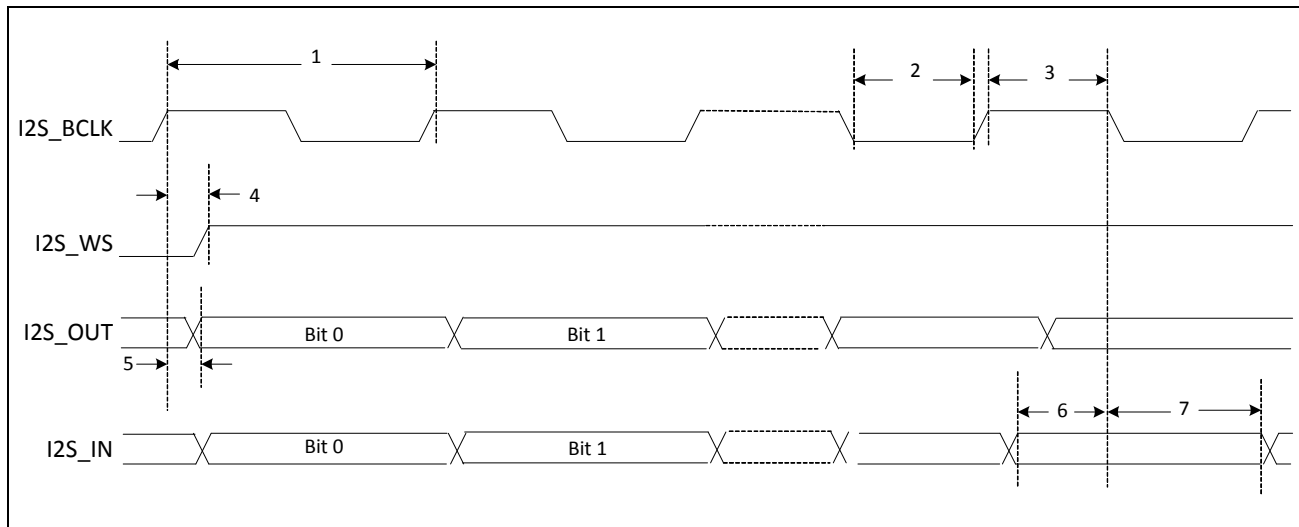 1
2
3
I2S_BCLK
4
I2S_WS
I2S_OUT
Bit 0
Bit 1
5
6
7
I2S_IN
Bit 0
Bit 1